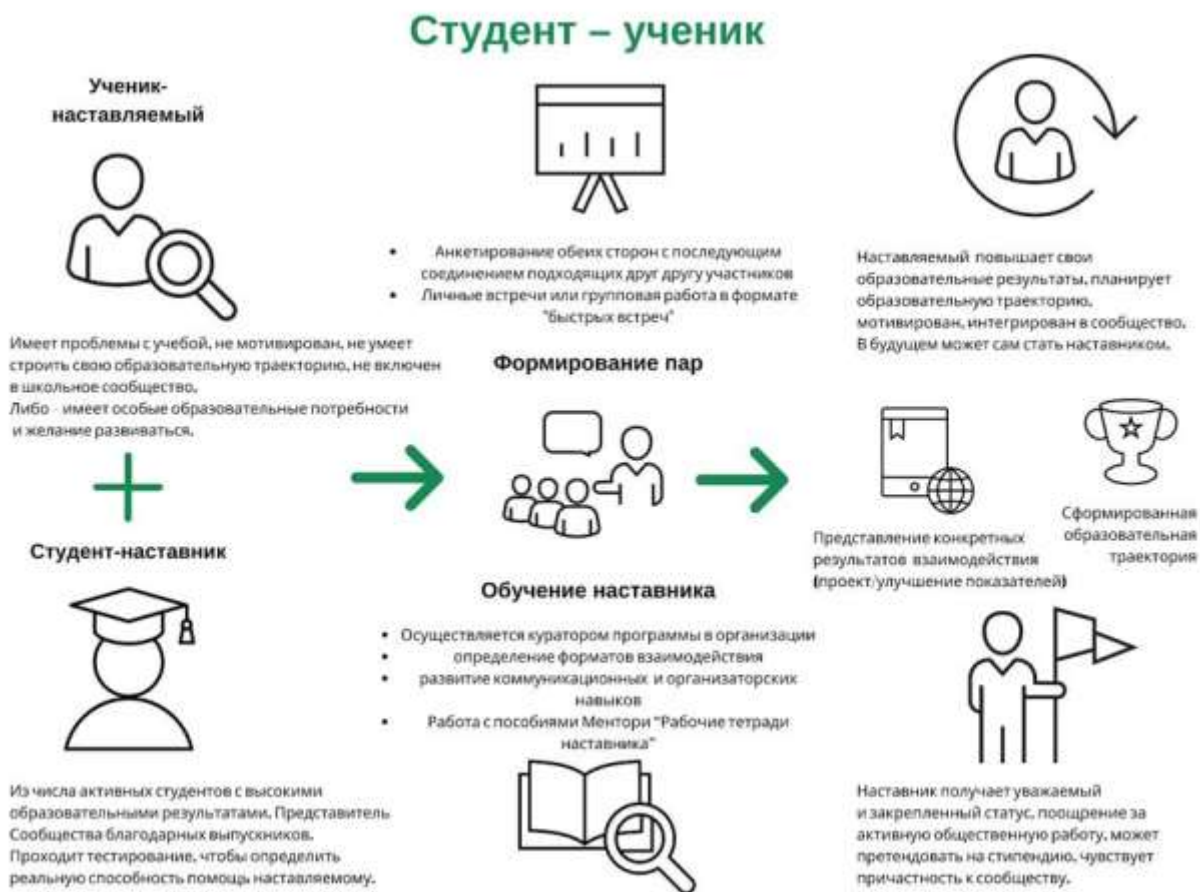 Студент – ученик
Ученик-
наставляемый
Имеет проблемы с учебой, не мотивирован, не умеет
строить свою образовательную траекторию, не включен
в школьное сообщество.
Либо - имеет особые образовательные потребности
и желание развиваться.
Студент-наставник
Из числа активных студентов с высокими
образовательными результатами. Представитель
Сообщества благодарных выпускников.
Проходит тестирование, чтобы определить
реальную способность помощь наставляемому.
• Анкетирование обеих сторон с последующим
соединением подходящих друг другу участников
• Личные встречи или групповая работа в формате
"быстрых встреч"
Формирование пар
Обучение наставника
• Осуществляется куратором программы в организации
• определение форматов взаимодействия
• развитие коммуникационных и организаторских
навыков
• Работа с пособиями Ментори "Рабочие тетради
наставника"
Наставляемый повышает свои
образовательные результаты, планирует
образовательную траекторию,
мотивирован, интегрирован в сообщество.
В будущем может сам стать наставником.
Представление конкретных
результатов взаимодействия
(проект/улучшение показателей)
Сформированная
образовательная
траектория
Наставник получает уважаемый
и закрепленный статус, поощрение за
активную общественную работу, может
претендовать на стипендию, чувствует
причастность к сообществу.